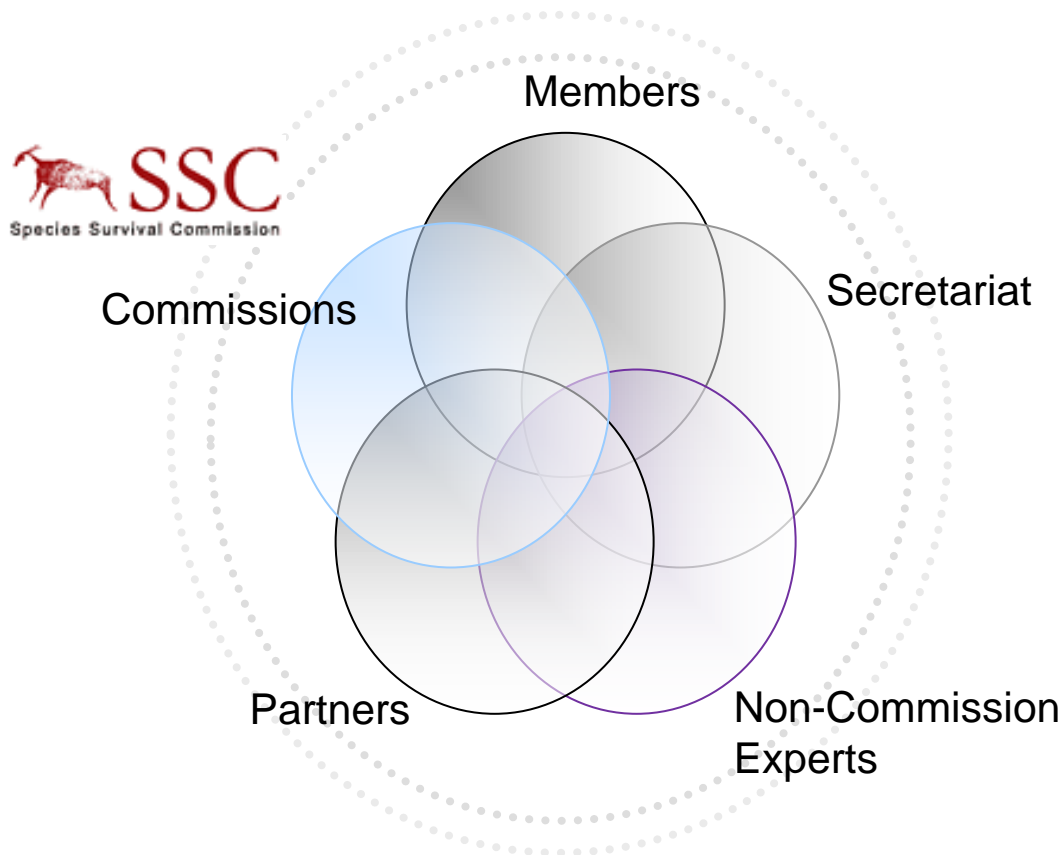 Members
SSC
Species Survival Commission
Commissions
Secretariat
Partners
Non-Commission
Experts